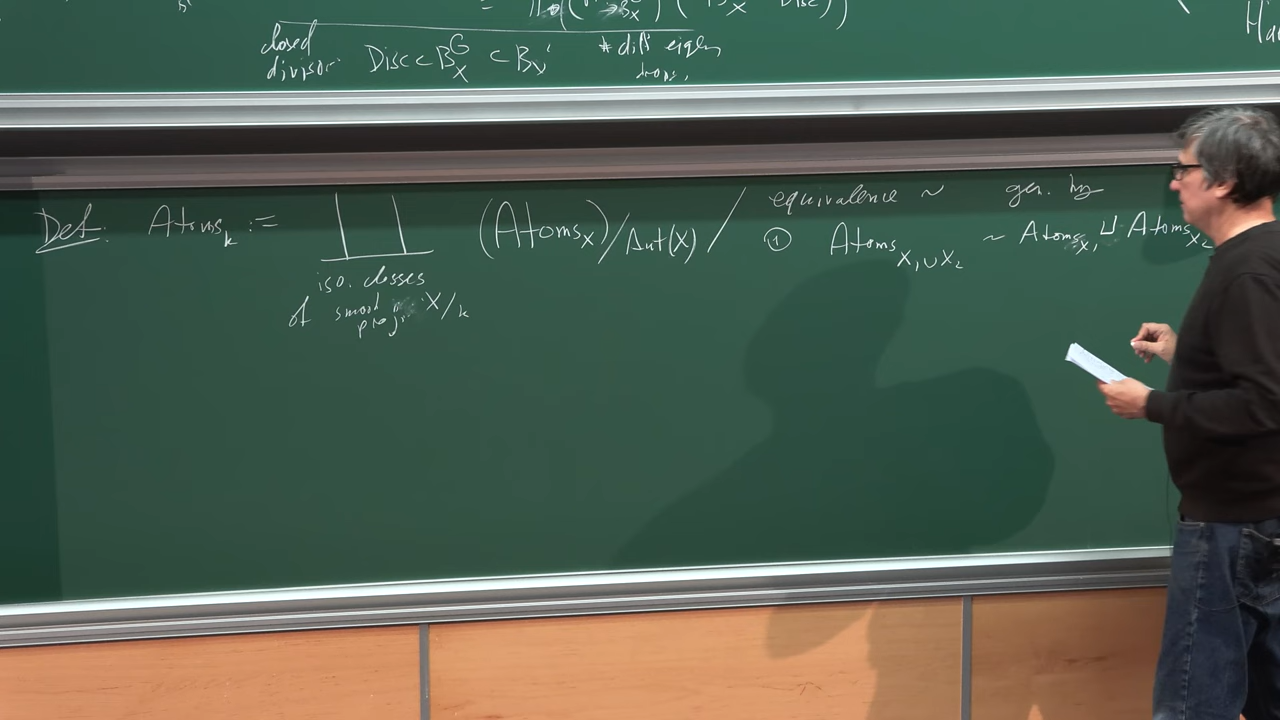 closed
divisor Disc ⊂ B_X^G ⊂ B_X # diff eigen
Def: Atoms_k := ∐ (Atoms_X)/Aut(X) / equivalence ~ gen. by
① Atoms_{X_1 ∪ X_2} ~ Atoms_{X_1} ⊔ Atoms_{X_2}
iso. classes
of smooth X/k
proj.